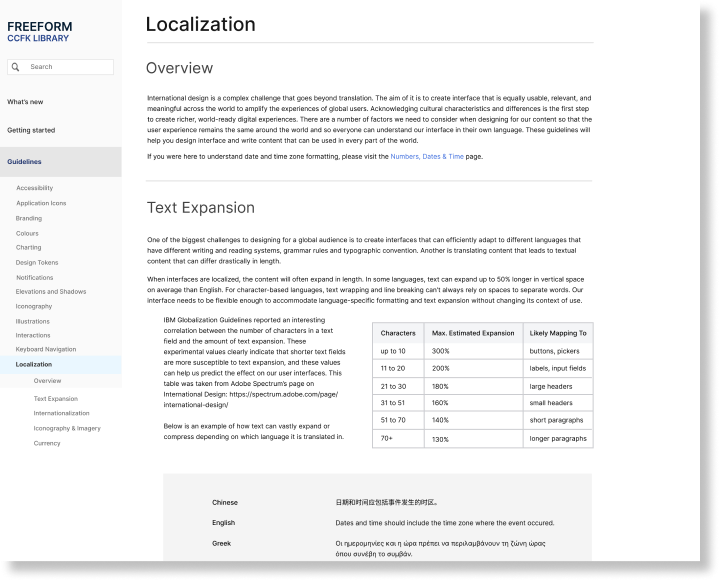 FREEFORM
CCFK LIBRARY
Search
What's new
Getting started
Guidelines
Accessibility
Application Icons
Branding
Colours
Charting
Design Tokens
Notifications
Elevations and Shadows
Iconography
Illustrations
Interactions
Keyboard Navigation
Localization
Overview
Text Expansion
Internationalization
Iconography & Imagery
Currency
Localization
Overview
International design is a complex challenge that goes beyond translation. The aim of it is to create interface that is equally usable, relevant, and
meaningful across the world to amplify the experiences of global users. Acknowledging cultural characteristics and differences is the first step
to create richer, world-ready digital experiences. There are a number of factors we need to consider when designing for our content so that the
user experience remains the same around the world and so everyone can understand our interface in their own language. These guidelines will
help you design interface and write content that can be used in every part of the world.
If you were here to understand date and time zone formatting, please visit the Numbers, Dates & Time page.
Text Expansion
One of the biggest challenges to designing for a global audience is to create interfaces that can efficiently adapt to different languages that
have different writing and reading systems, grammar rules and typographic convention. Another is translating content that leads to textual
content that can differ drastically in length.
When interfaces are localized, the content will often expand in length. In some languages, text can expand up to 50% longer in vertical space
on average than English. For character-based languages, text wrapping and line breaking can't always rely on spaces to separate words. Our
interface needs to be flexible enough to accommodate language-specific formatting and text expansion without changing its context of use.
IBM Globalization Guidelines reported an interesting
correlation between the number of characters in a text
field and the amount of text expansion. These
experimental values clearly indicate that shorter text fields
are more susceptible to text expansion, and these values
can help us predict the effect on our user interfaces. This
table was taken from Adobe Spectrum's page on
International Design: https://spectrum.adobe.com/page/
international-design/
Below is an example of how text can vastly expand or
compress depending on which language it is translated in.
Characters Max. Estimated Expansion Likely Mapping To
up to 10 300% buttons, pickers
11 to 20 200% labels, input fields
21 to 30 180% large headers
31 to 51 160% small headers
51 to 70 140% short paragraphs
70+ 130% longer paragraphs
Chinese 日期和时间应包括事件发生的时区。
English Dates and time should include the time zone where the event occured.
Greek Οι ημερομηνίες και η ώρα πρέπει να περιλαμβάνουν τη ζώνη ώρας
όπου συνέβη το συμβάν.